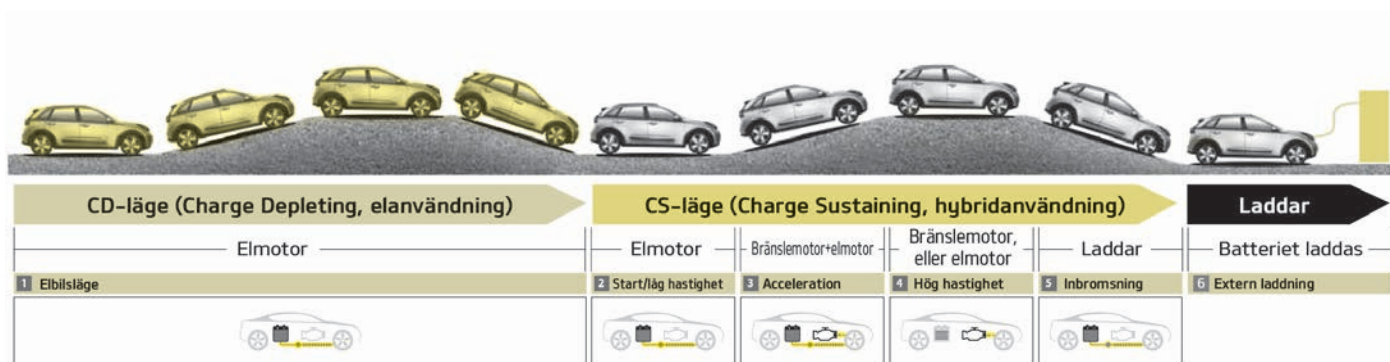 CD-läge (Charge Depleting, elanvändning)
CS-läge (Charge Sustaining, hybridanvändning)
Laddar
Elmotor
Elmotor
Bränslemotor+elmotor
Bränslemotor,
eller elmotor
Laddar
Batteriet laddas
1 Elbilsläge
2 Start/låg hastighet
3 Acceleration
4 Hög hastighet
5 Inbromsning
6 Extern laddning